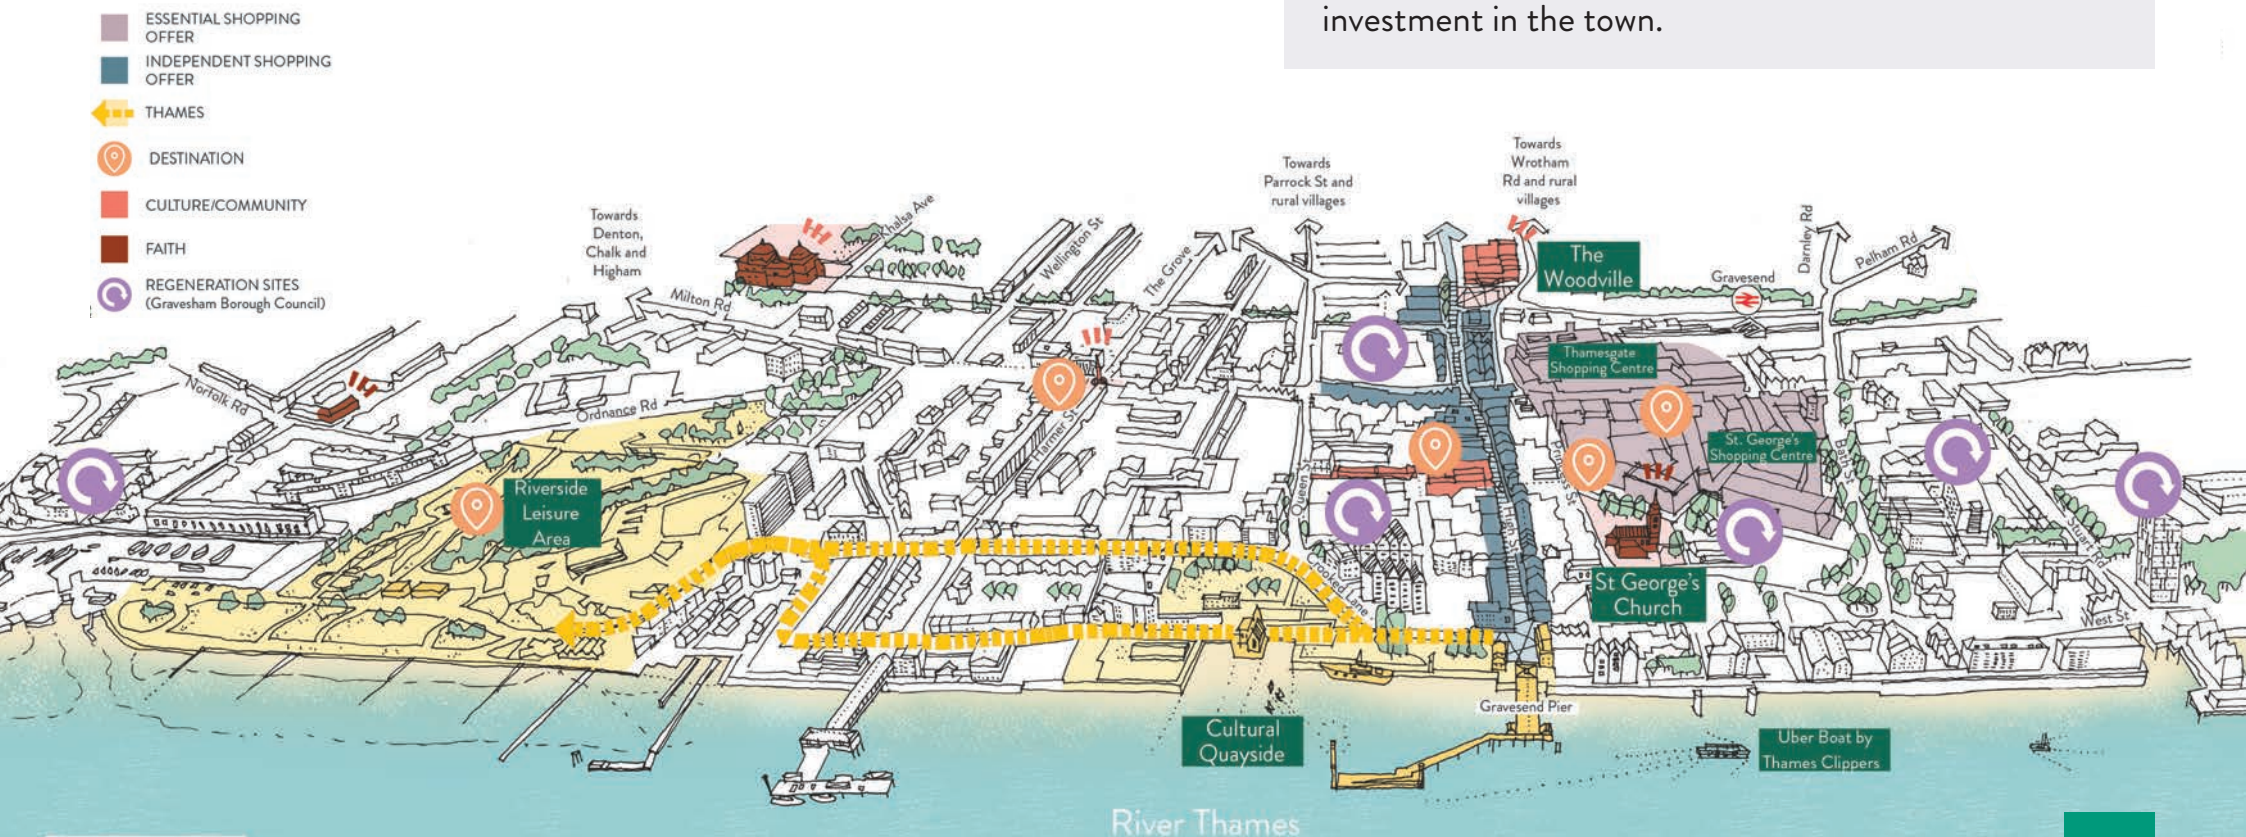 investment in the town.
ESSENTIAL SHOPPING
OFFER
INDEPENDENT SHOPPING
OFFER
THAMES
DESTINATION
CULTURE/COMMUNITY
FAITH
REGENERATION SITES
(Gravesham Borough Council)
Towards
Denton,
Chalk and
Higham
Khalsa Ave
Wellington St
The Grove
Milton Rd
Towards
Parrock St and
rural villages
Towards
Wrotham
Rd and rural
villages
The
Woodville
Gravesend
Darnley Rd
Pelham Rd
Norfolk Rd
Ordnance Rd
Harmer St
Thamesgate
Shopping Centre
St. George's
Shopping Centre
Bath St
Riverside
Leisure
Area
Queen St
High St
Crooked Lane
St George's
Church
Stuart Rd
West St
Gravesend Pier
Cultural
Quayside
Uber Boat by
Thames Clippers
River Thames